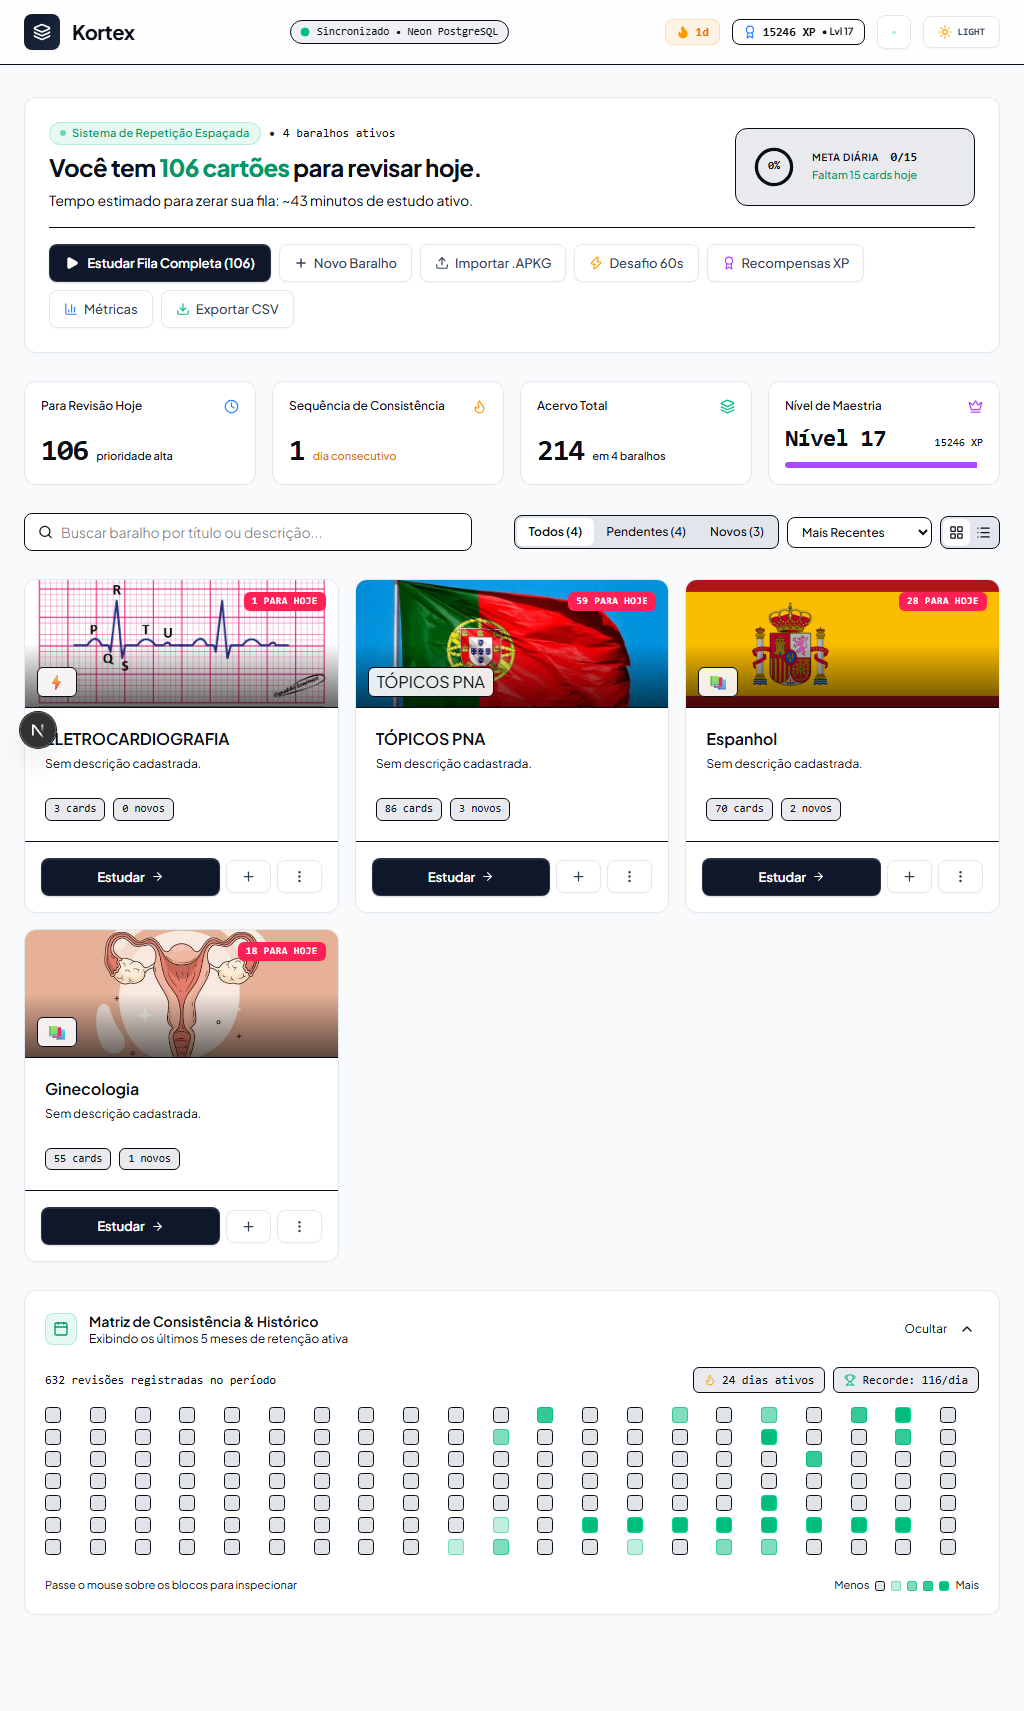 Kortex
Sincronizado • Neon PostgreSQL
1d
15246 XP • Lvl 17
LIGHT
Sistema de Repetição Espaçada
• 4 baralhos ativos
Você tem 106 cartões para revisar hoje.
Tempo estimado para zerar sua fila: ~43 minutos de estudo ativo.
0%
META DIÁRIA 0/15
Faltam 15 cards hoje
Estudar Fila Completa (106)
Novo Baralho
Importar .APKG
Desafio 60s
Recompensas XP
Métricas
Exportar CSV
Para Revisão Hoje
106 prioridade alta
Sequência de Consistência
1 dia consecutivo
Acervo Total
214 em 4 baralhos
Nível de Maestria
Nível 17
15246 XP
Buscar baralho por título ou descrição...
Todos (4)
Pendentes (4)
Novos (3)
Mais Recentes
R
P
T
U
Q
S
1 PARA HOJE
N
LETROCARDIOGRAFIA
Sem descrição cadastrada.
3 cards
0 novos
Estudar
59 PARA HOJE
TÓPICOS PNA
TÓPICOS PNA
Sem descrição cadastrada.
86 cards
3 novos
Estudar
28 PARA HOJE
Espanhol
Sem descrição cadastrada.
70 cards
2 novos
Estudar
18 PARA HOJE
Ginecologia
Sem descrição cadastrada.
55 cards
1 novos
Estudar
Matriz de Consistência & Histórico
Exibindo os últimos 5 meses de retenção ativa
Ocultar
632 revisões registradas no período
24 dias ativos
Recorde: 116/dia
Passe o mouse sobre os blocos para inspecionar
Menos
Mais